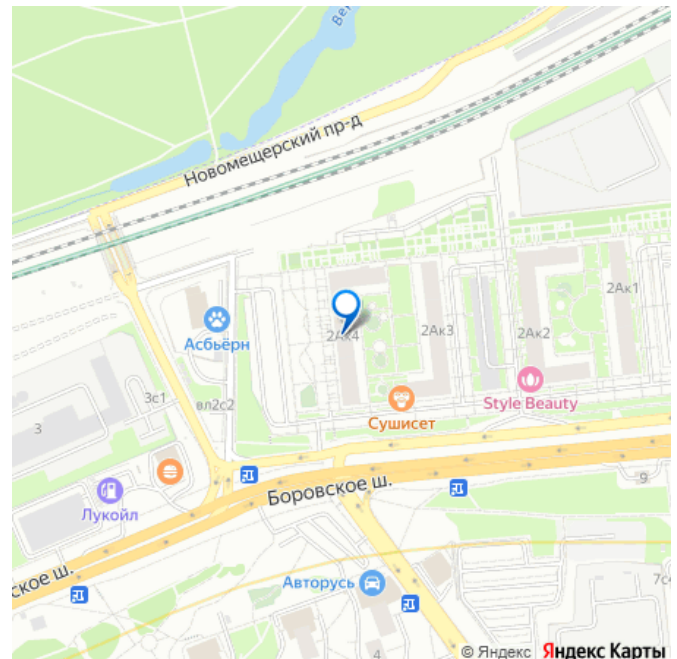 Новомещерский пр-д
2Ак1
2Ак4
2Ак3
2Ак2
Асбьёрн
Style Beauty
3с1
вл2с2
Сушисет
3
Боровское ш.
9
Лукойл
ское ш.
Авторусь
4
© Яндекс Яндекс Карты